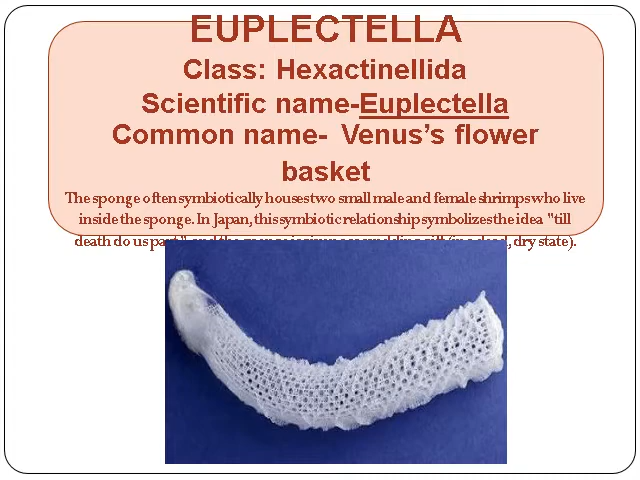 EUPLECTELLA
Class: Hexactinellida
Scientific name-Euplectella
Common name- Venus’s flower
basket
The sponge often symbiotically houses two small male and female shrimps who live
inside the sponge. In Japan, this symbiotic relationship symbolizes the idea "till
death do us part," dry state).